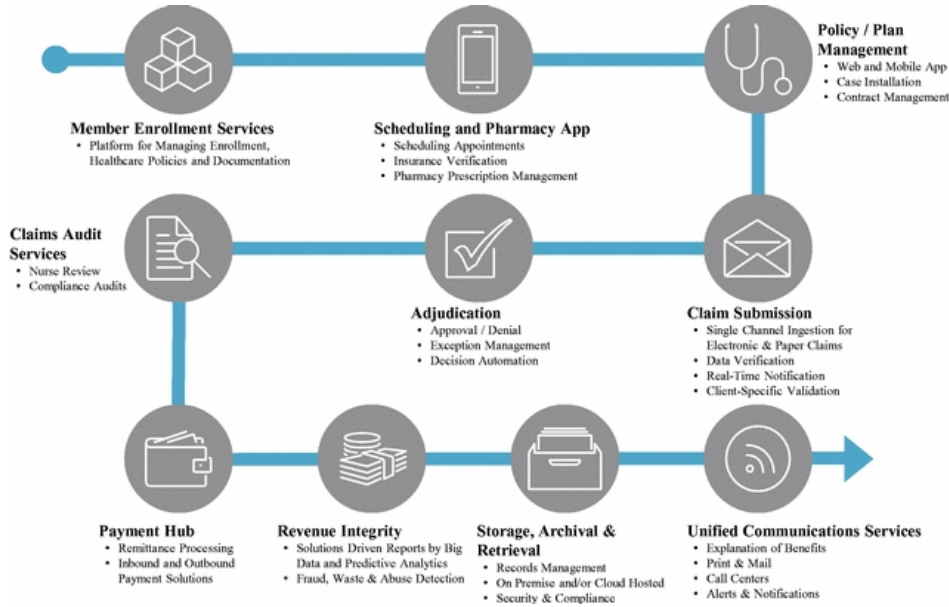 Member Enrollment Services
• Platform for Managing Enrollment,
Healthcare Policies and Documentation
Scheduling and Pharmacy App
• Scheduling Appointments
• Insurance Verification
• Pharmacy Prescription Management
Policy / Plan
Management
• Web and Mobile App
• Case Installation
• Contract Management
Claim Submission
• Single Channel Ingestion for
Electronic & Paper Claims
• Data Verification
• Real-Time Notification
• Client-Specific Validation
Adjudication
• Approval / Denial
• Exception Management
• Decision Automation
Claims Audit
Services
• Nurse Review
• Compliance Audits
Payment Hub
• Remittance Processing
• Inbound and Outbound
Payment Solutions
Revenue Integrity
• Solutions Driven Reports by Big
Data and Predictive Analytics
• Fraud, Waste & Abuse Detection
Storage, Archival &
Retrieval
• Records Management
• On Premise and/or Cloud Hosted
• Security & Compliance
Unified Communications Services
• Explanation of Benefits
• Print & Mail
• Call Centers
• Alerts & Notifications